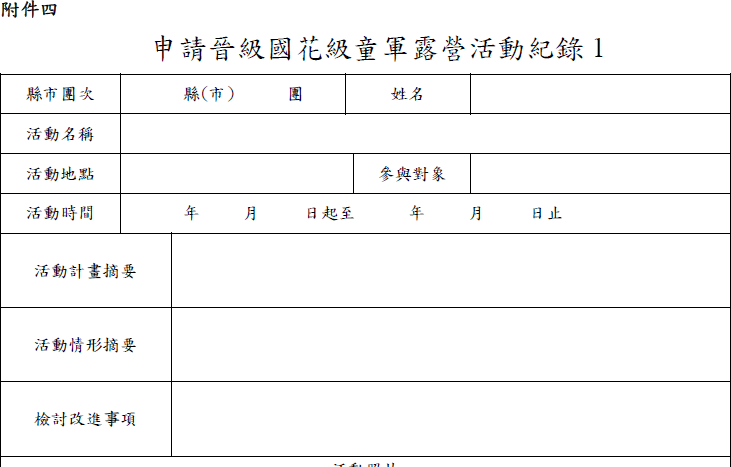 附件四
申請晉級國花級童軍露營活動紀錄1
縣市團次 縣(市) 團 姓名
活動名稱
活動地點 參與對象
活動時間 年 月 日起至 年 月 日止
活動計畫摘要
活動情形摘要
檢討改進事項